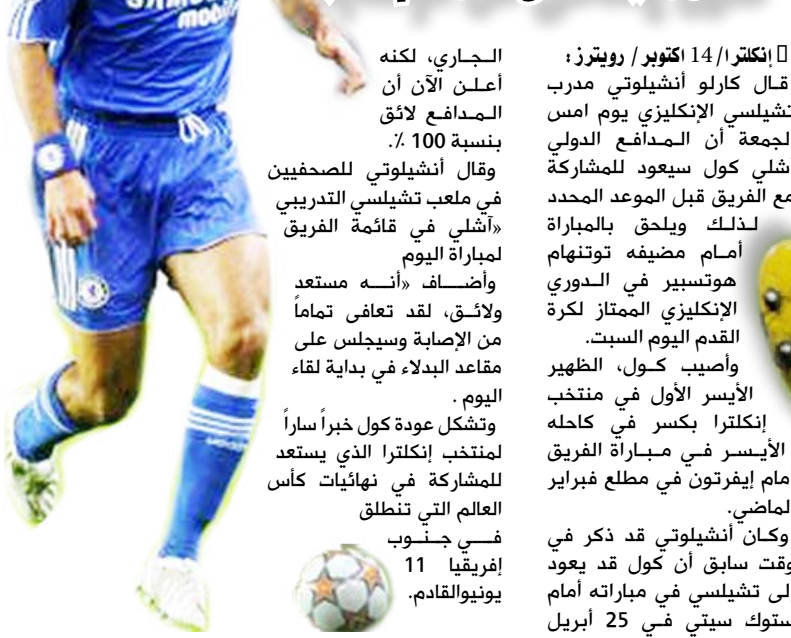 إنكلترا/ 14 اكتوبر / رويترز :
قال كارلو أنشيلوتي مدرب
تشيلسي الإنكليزي يوم امس
الجمعة أن المدافع الدولي
آشلي كول سيعود للمشاركة
مع الفريق قبل الموعد المحدد
لذلك ويلحق بالمباراة
أمام مضيفه توتنهام
هوتسبير في الدوري
الإنكليزي الممتاز لكرة
القدم اليوم السبت.
وأصيب كول، الظهير
الأيسر الأول في منتخب
إنكلترا بكسر في كاحله
الأيسر في مباراة الفريق
أمام إيفرتون في مطلع فبراير
الماضي.
وكان أنشيلوتي قد ذكر في
وقت سابق أن كول قد يعود
الى تشيلسي في مباراته أمام
ستوك سيتي في 25 أبريل
الجاري، لكنه
أعلن الآن أن
المدافع لائق
بنسبة 100 ٪.
وقال أنشيلوتي للصحفيين
في ملعب تشيلسي التدريبي
«آشلي في قائمة الفريق
لمباراة اليوم
وأضاف «أنه مستعد
ولائق، لقد تعافى تماماً
من الإصابة وسيجلس على
مقاعد البدلاء في بداية لقاء
اليوم .
وتشكل عودة كول خبراً ساراً
لمنتخب إنكلترا الذي يستعد
للمشاركة في نهائيات كأس
العالم التي تنطلق
في جنوب
إفريقيا 11
يونيوالقادم.
mobile